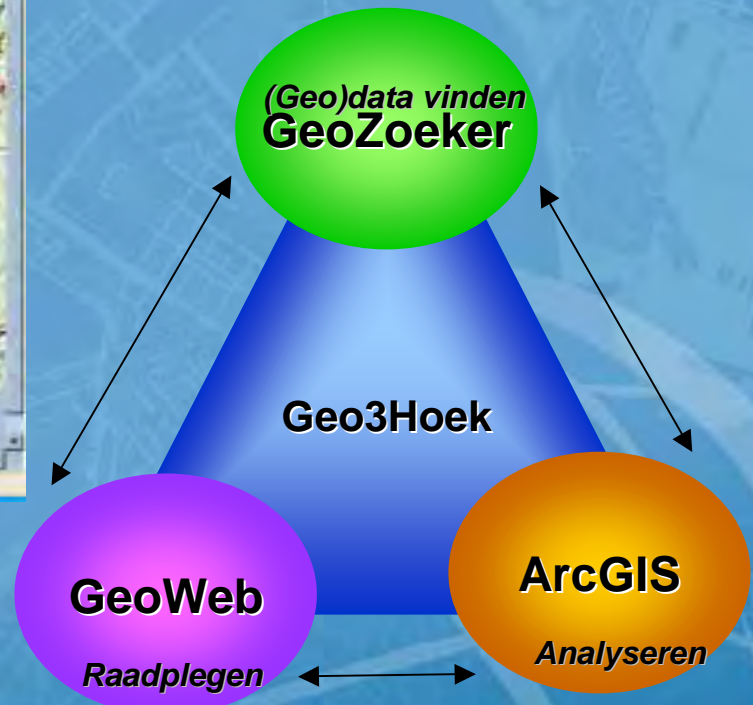 (Geo)data vinden
GeoZoeker
Geo3Hoek
GeoWeb
Raadplegen
ArcGIS
Analyseren